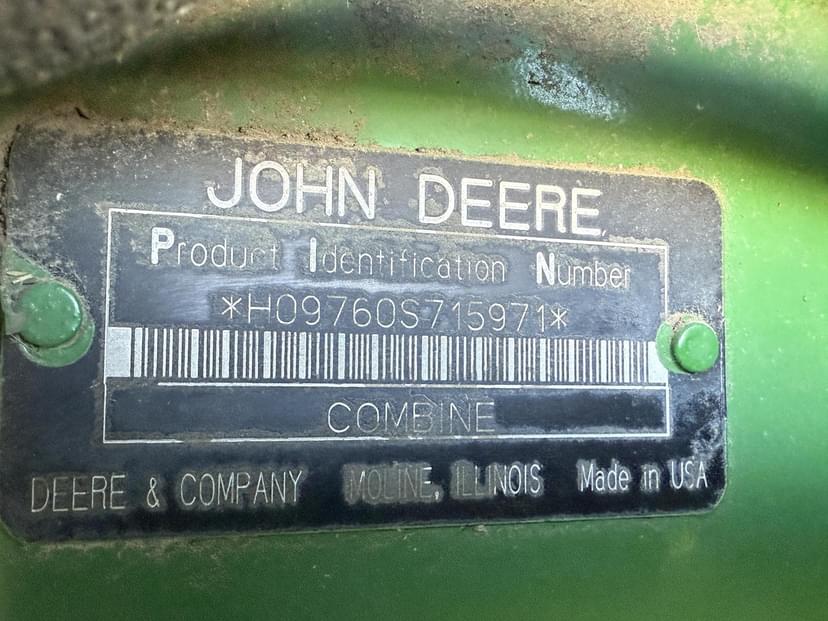 JOHN DEERE
Product Identification Number
*H09760S715971*
COMBINE
DEERE & COMPANY MOLINE, ILLINOIS Made in USA